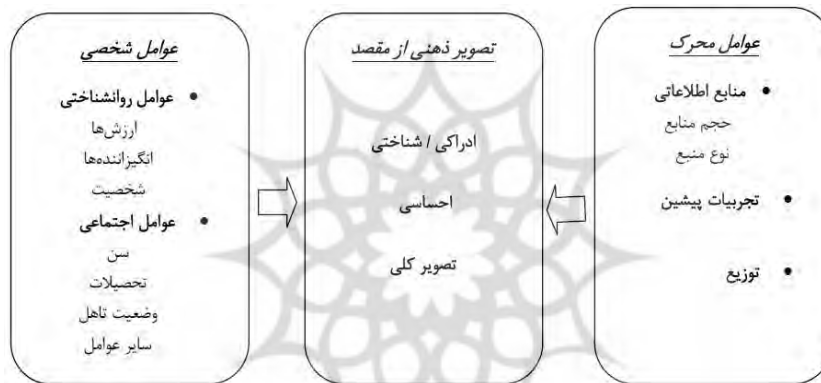 عوامل محرک
• منابع اطلاعاتی
حجم منابع
نوع منبع
• تجربیات پیشین
• توزیع
تصویر ذهنی از مقصد
ادراکی / شناختی
احساسی
تصویر کلی
عوامل شخصی
• عوامل روانشناختی
ارزش‌ها
انگیزاننده‌ها
شخصیت
• عوامل اجتماعی
سن
تحصیلات
وضعیت تاهل
سایر عوامل